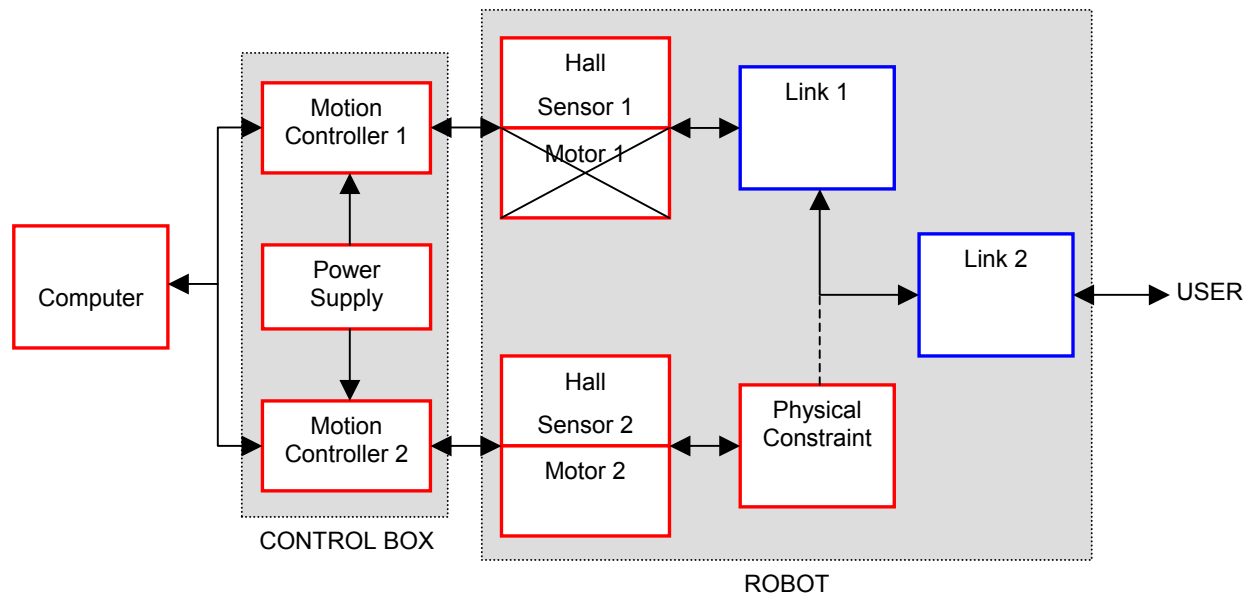 Hall
Sensor 1
Motor 1
Link 1
Motion
Controller 1
Computer
Power
Supply
Link 2
USER
Motion
Controller 2
Hall
Sensor 2
Motor 2
Physical
Constraint
CONTROL BOX
ROBOT